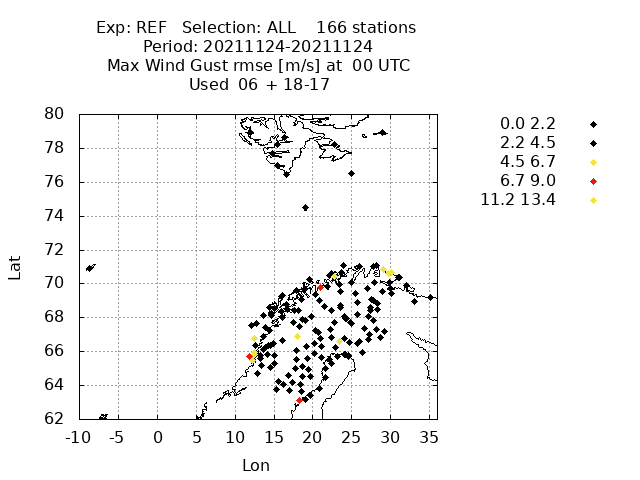 Exp: REF Selection: ALL 166 stations
Period: 20211124-20211124
Max Wind Gust rmse [m/s] at 00 UTC
Used 06 + 18-17
0.0 2.2
2.2 4.5
4.5 6.7
6.7 9.0
11.2 13.4
80
78
76
74
72
70
68
66
64
62
Lat
-10 -5 0 5 10 15 20 25 30 35
Lon